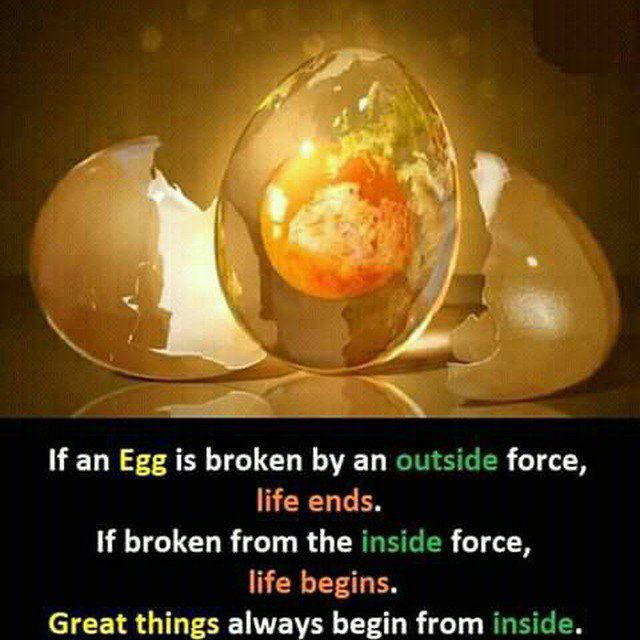 If an Egg is broken by an outside force,
life ends.
If broken from the inside force,
life begins.
Great things always begin from inside.